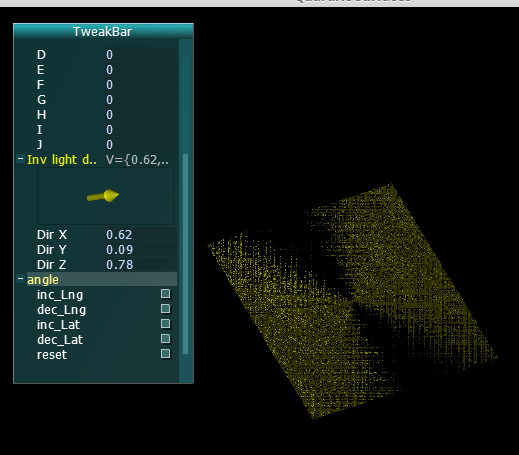 TweakBar
D 0
E 0
F 0
G 0
H 0
I 0
J 0
Inv light d.. V={0.62,..
Dir X 0.62
Dir Y 0.09
Dir Z 0.78
angle
inc_Lng
dec_Lng
inc_Lat
dec_Lat
reset